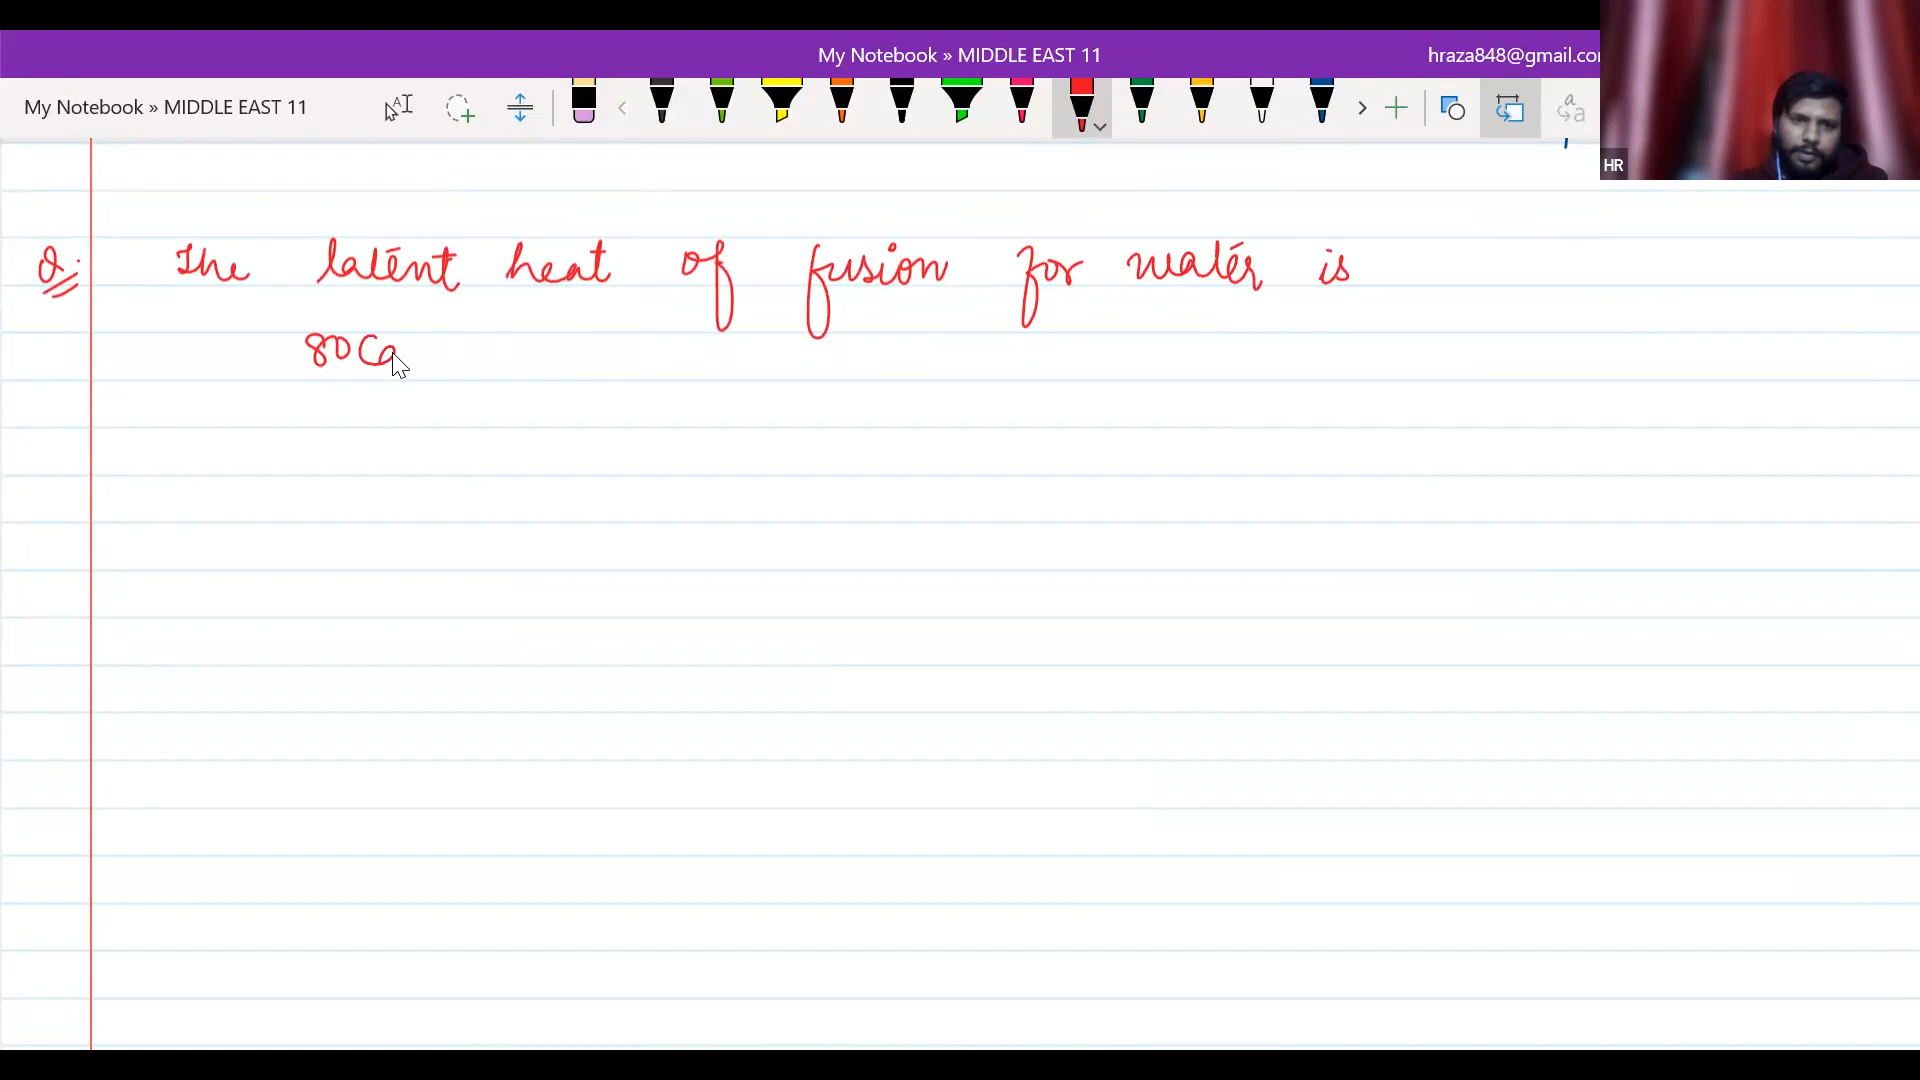 My Notebook » MIDDLE EAST 11
hraza848@gmail.co
My Notebook » MIDDLE EAST 11
HR
Q. The latent heat of fusion for water is
80 Ca